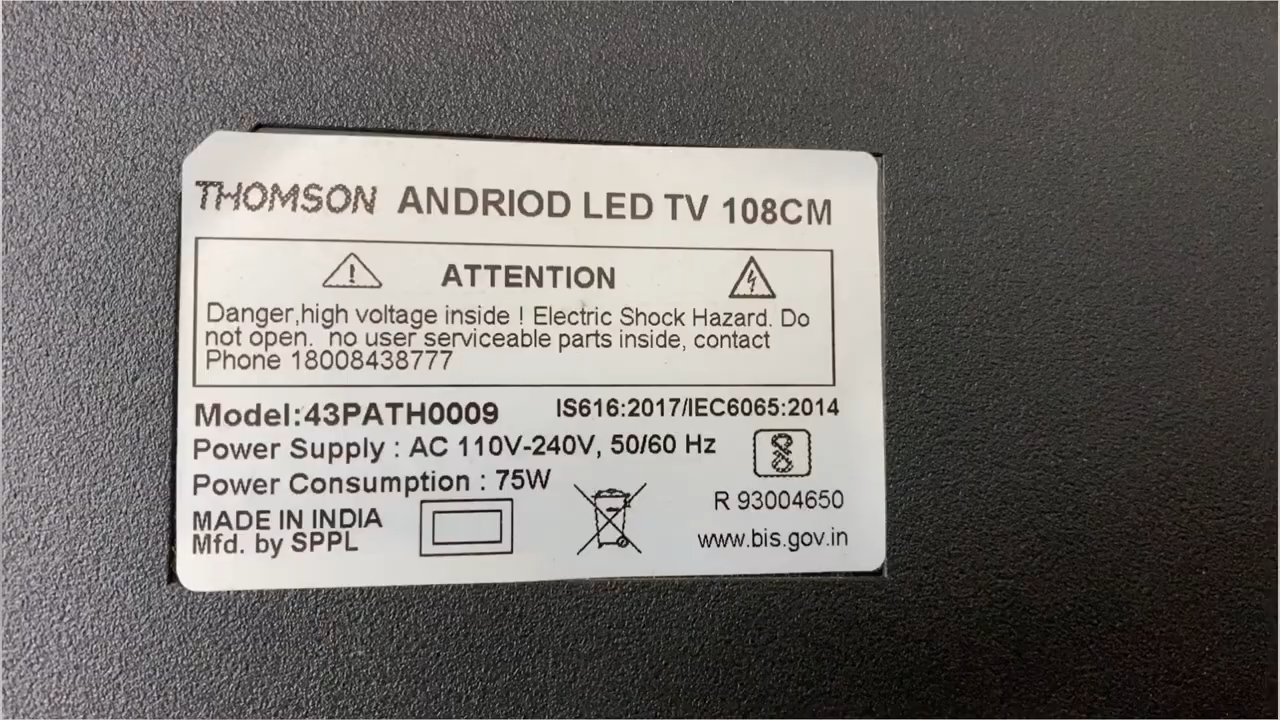 THOMSON ANDRIOD LED TV 108CM
ATTENTION
Danger,high voltage inside ! Electric Shock Hazard. Do
not open. no user serviceable parts inside, contact
Phone 18008438777
Model:43PATH0009 IS616:2017/IEC6065:2014
Power Supply : AC 110V-240V, 50/60 Hz
Power Consumption : 75W
R 93004650
MADE IN INDIA
Mfd. by SPPL
www.bis.gov.in